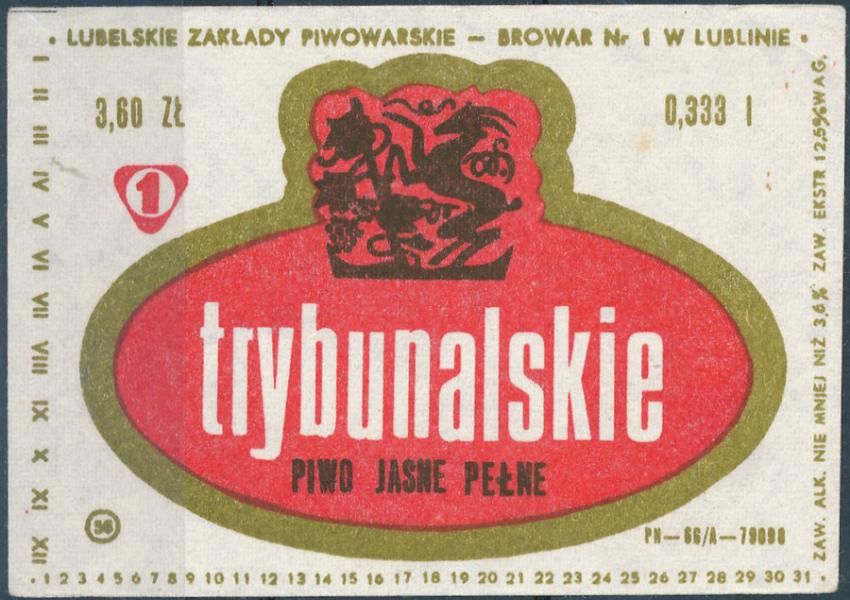 • LUBELSKIE ZAKŁADY PIWOWARSKIE – BROWAR Nr 1 W LUBLINIE •
3,60 ZŁ
0,333 l
1
trybunalskie
PIWO JASNE PEŁNE
PN—66/A—79098
I II III IV V VI VII VIII IX X XI XII
• 1 2 3 4 5 6 7 8 9 10 11 12 13 14 15 16 17 18 19 20 21 22 23 24 25 26 27 28 29 30 31 •
ZAW. ALK. NIE MNIEJ NIŻ 3,6% ZAW. EKSTR 12,5%WAG.